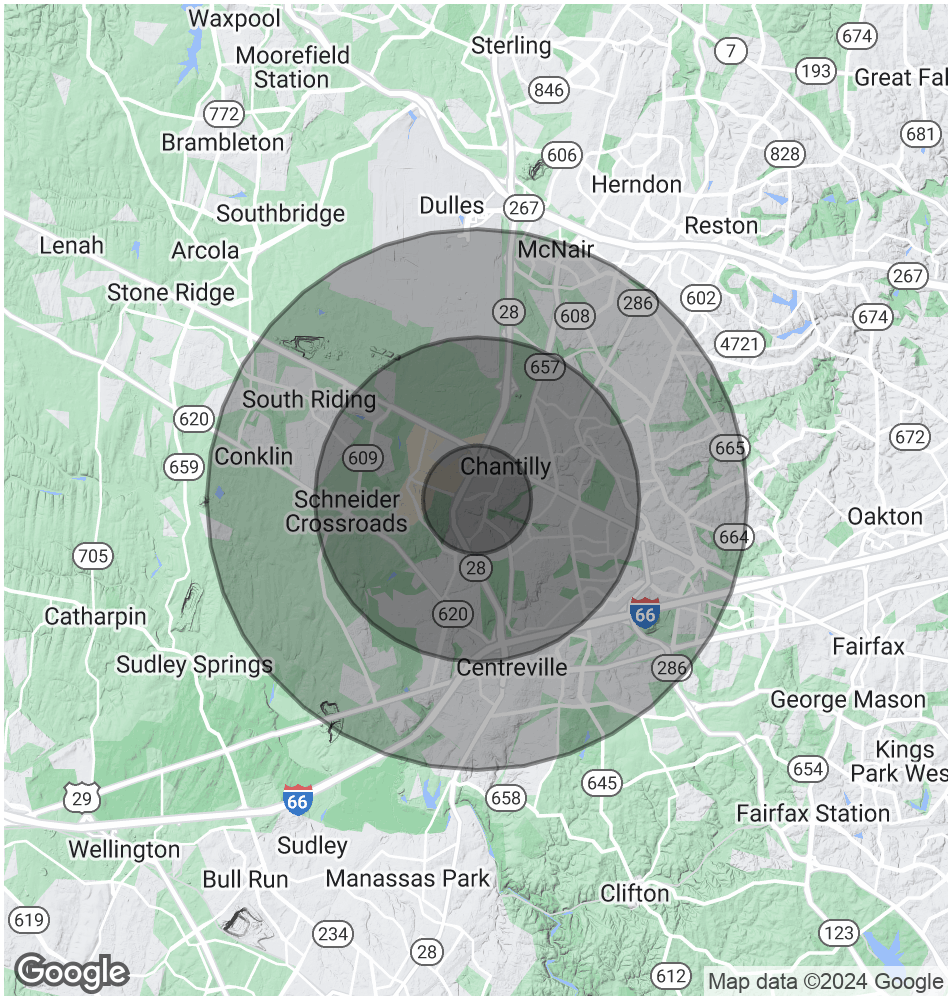 Waxpool
Sterling
Moorefield
Station
7
674
193
Great Fal
846
772
Brambleton
681
606
828
Herndon
Dulles
267
Southbridge
Reston
Lenah
Arcola
McNair
267
Stone Ridge
286
602
28
608
674
4721
657
South Riding
620
672
665
609
Conklin
659
Chantilly
Schneider
Crossroads
Oakton
664
705
28
620
66
Catharpin
Fairfax
Sudley Springs
Centreville
286
George Mason
Kings
Park Wes
654
645
29
66
658
Fairfax Station
Wellington
Sudley
Bull Run
Manassas Park
Clifton
619
234
123
28
612
Google
Map data ©2024 Google